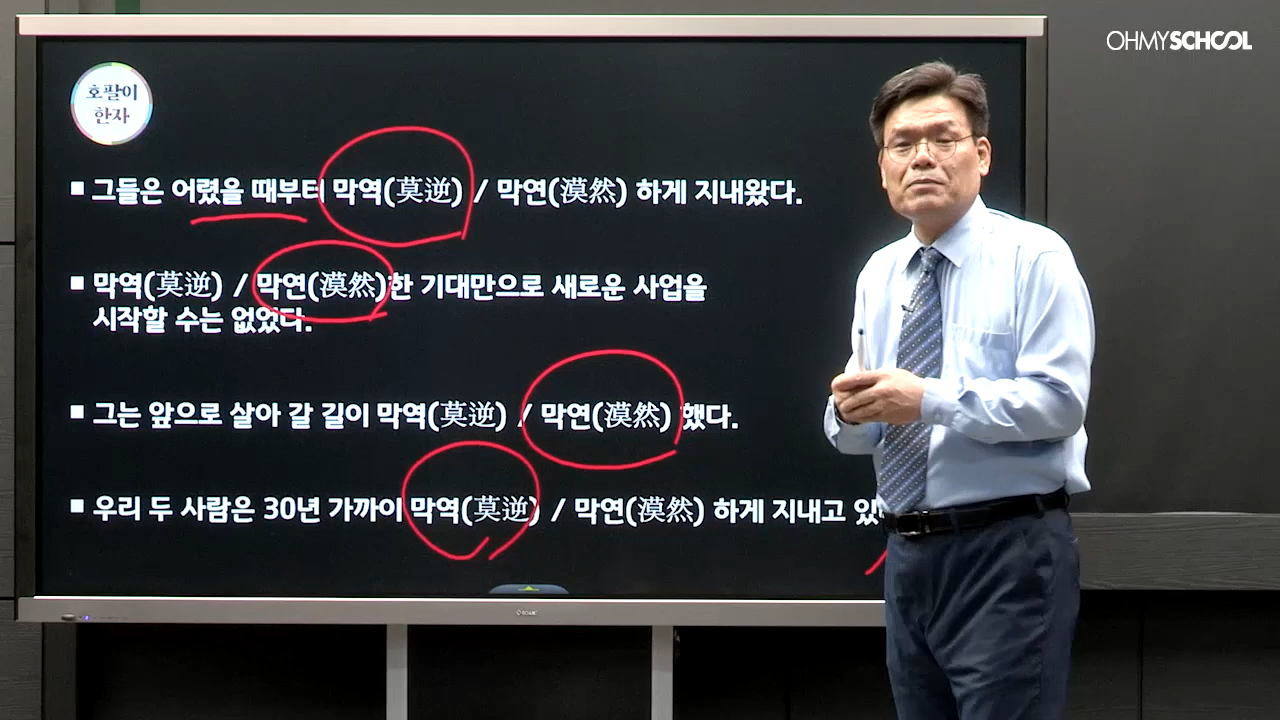 OHMYSCHOOL
호팔이
한자
■ 그들은 어렸을 때부터 막역(莫逆) / 막연(漠然) 하게 지내왔다.
■ 막역(莫逆) / 막연(漠然)한 기대만으로 새로운 사업을
시작할 수는 없었다.
■ 그는 앞으로 살아 갈 길이 막역(莫逆) / 막연(漠然) 했다.
■ 우리 두 사람은 30년 가까이 막역(莫逆) / 막연(漠然) 하게 지내고